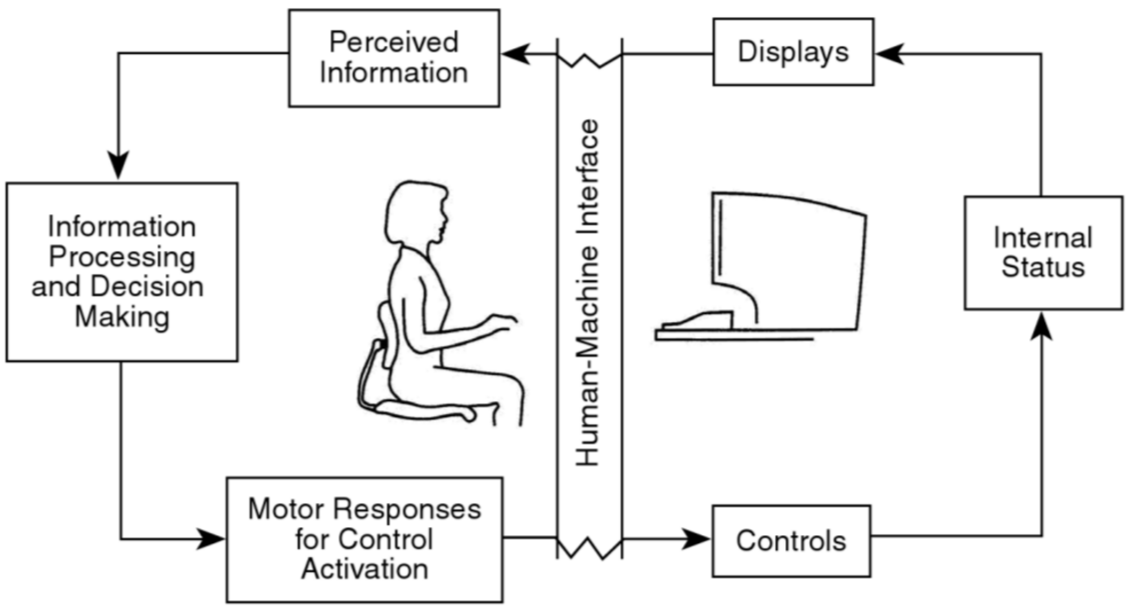 Perceived
Information
Displays
Information
Processing
and Decision
Making
Human-Machine Interface
Internal
Status
Motor Responses
for Control
Activation
Controls